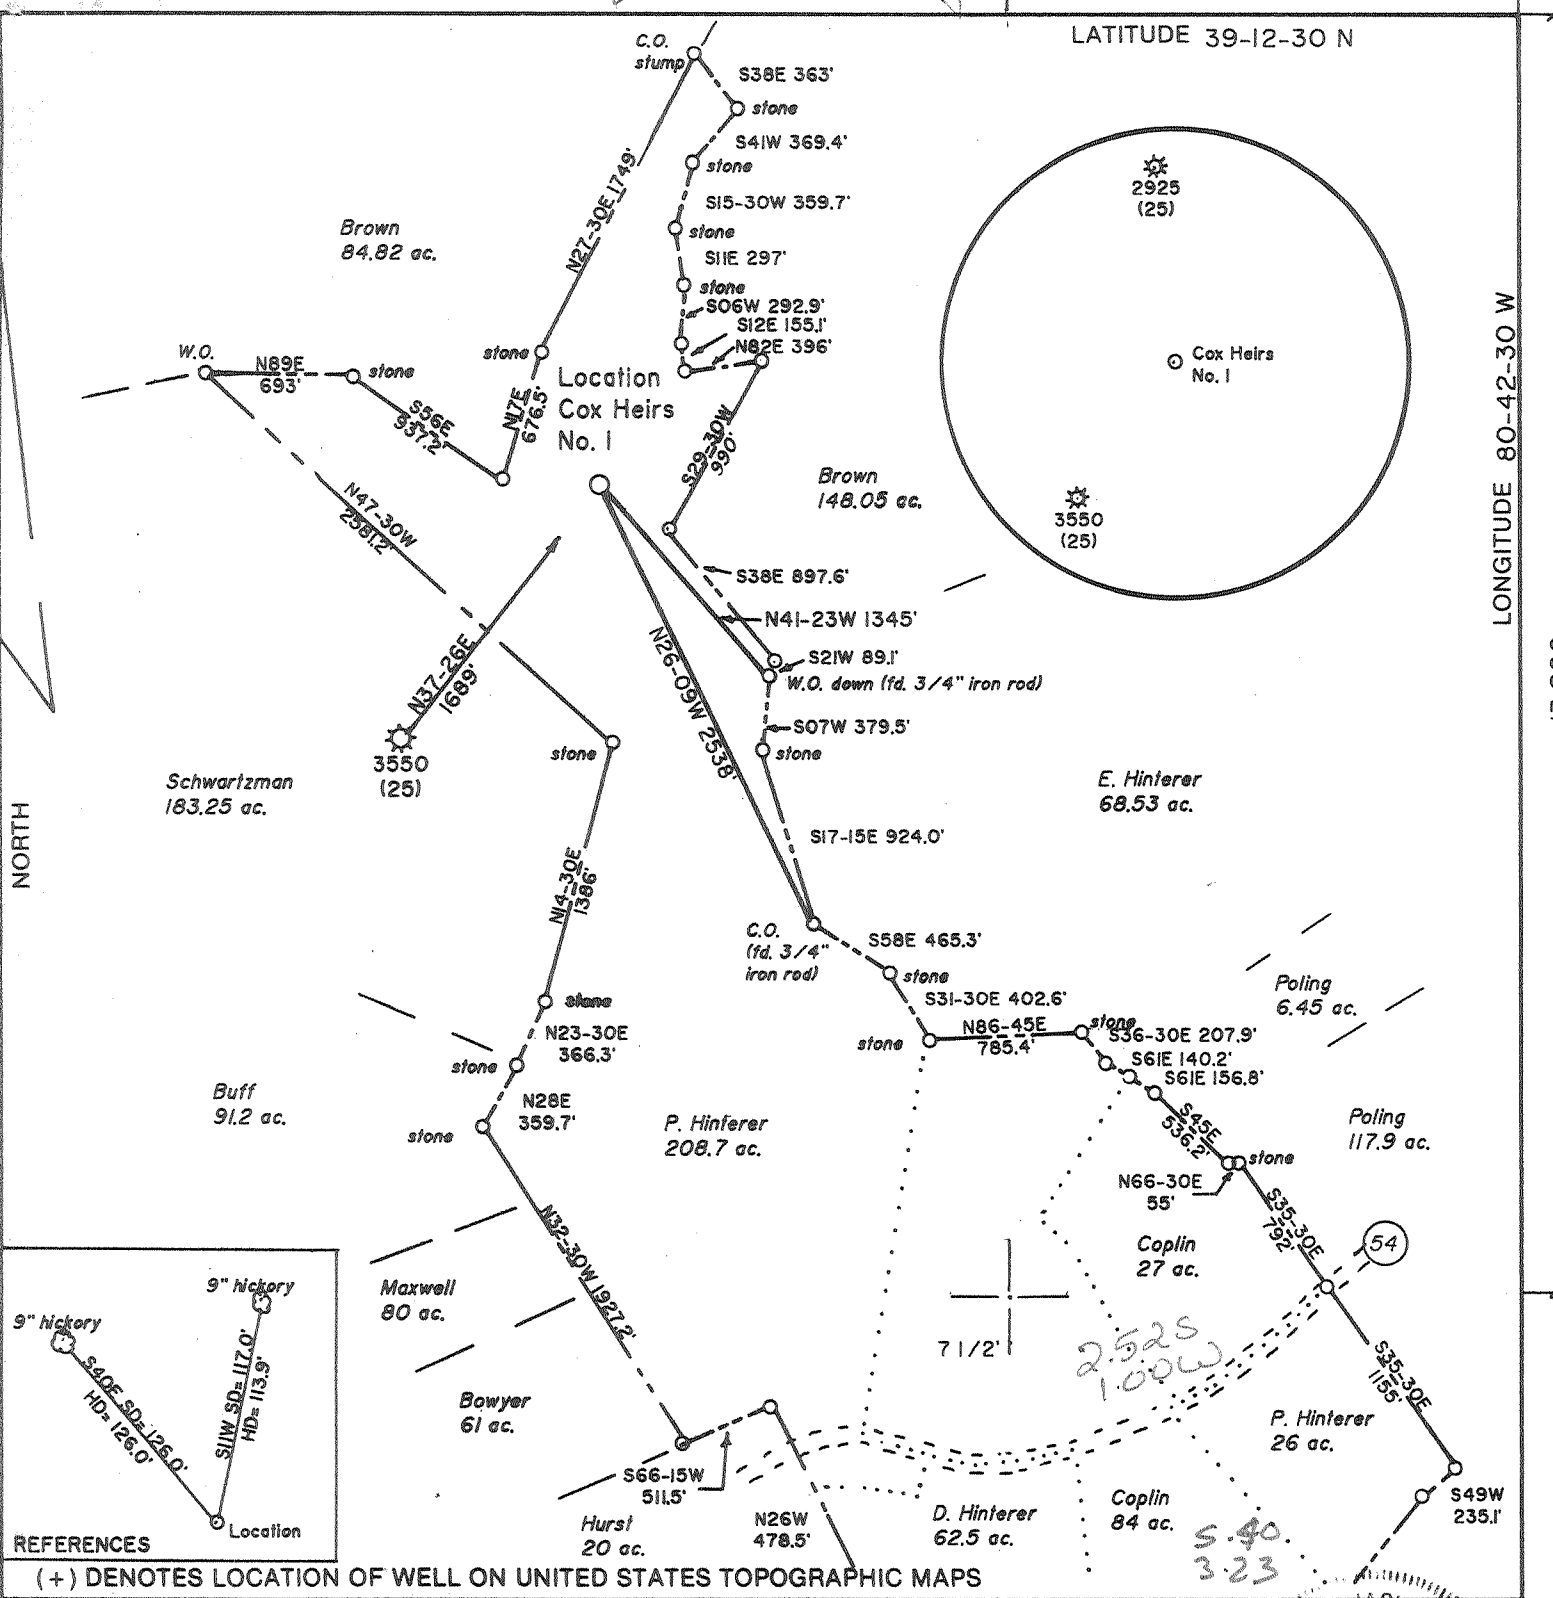 LATITUDE 39-12-30 N
C.O.
stump
S38E 363'
stone
S41W 369.4'
stone
N27-30E 1749'
S15-30W 359.7'
stone
S11E 297'
stone
S06W 292.9'
S12E 155.1'
N82E 396'
Brown
84.82 ac.
2925
(25)
Cox Heirs
No. 1
3550
(25)
LONGITUDE 80-42-30 W
W.O.
N89E
693'
stone
S56E
937.2'
stone
N17E
676.5'
Location
Cox Heirs
No. 1
S29-30W
990'
Brown
148.05 ac.
N47-30W
2581.2'
S38E 897.6'
N41-23W 1345'
S21W 89.1'
W.O. down (fd. 3/4" iron rod)
N37-26E
1689'
N26-09W 2538'
S07W 379.5'
stone
3550
(25)
stone
Schwartzman
183.25 ac.
E. Hinterer
68.53 ac.
NORTH
S17-15E 924.0'
N14-30E
1386'
C.O.
(fd. 3/4"
iron rod)
S58E 465.3'
stone
S31-30E 402.6'
stone
N86-45E
785.4'
stone
S36-30E 207.9'
S61E 140.2'
S61E 156.8'
Poling
6.45 ac.
stone
N23-30E
366.3'
stone
N28E
359.7'
stone
Buff
91.2 ac.
P. Hinterer
208.7 ac.
S45E
536.2'
stone
N66-30E
55'
Poling
117.9 ac.
S35-30E
792'
54
Coplin
27 ac.
N32-30W 1927.2'
Maxwell
80 ac.
7 1/2'
2.52S
1.00W
S35-30E
1155'
P. Hinterer
26 ac.
Bowyer
61 ac.
S66-15W
511.5'
Hurst
20 ac.
N26W
478.5'
D. Hinterer
62.5 ac.
Coplin
84 ac.
S49W
235.1'
3.23
9" hickory
9" hickory
S40E SD= 126.0'
HD= 126.0'
S11W SD= 117.0'
HD= 113.9'
Location
REFERENCES
(+) DENOTES LOCATION OF WELL ON UNITED STATES TOPOGRAPHIC MAPS